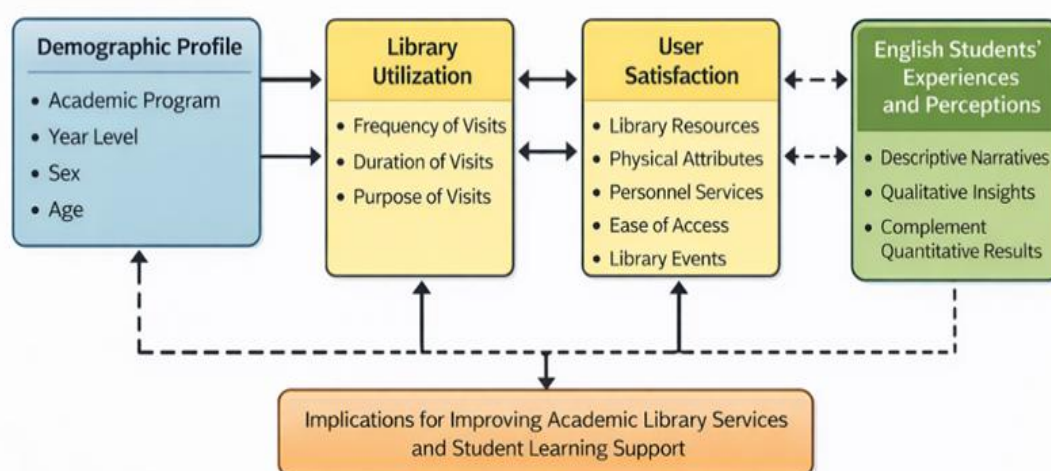 Demographic Profile
• Academic Program
• Year Level
• Sex
• Age
Library
Utilization
• Frequency of Visits
• Duration of Visits
• Purpose of Visits
User
Satisfaction
• Library Resources
• Physical Attributes
• Personnel Services
• Ease of Access
• Library Events
English Students'
Experiences
and Perceptions
• Descriptive Narratives
• Qualitative Insights
• Complement
Quantitative Results
Implications for Improving Academic Library Services
and Student Learning Support